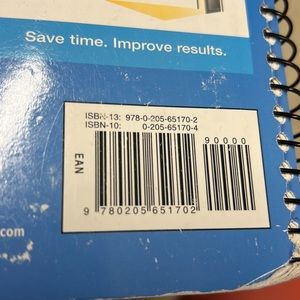 Save time. Improve results.
ISBN-13: 978-0-205-65170-2
ISBN-10: 0-205-65170-4
90000
EAN
9 780205 651702
s.com